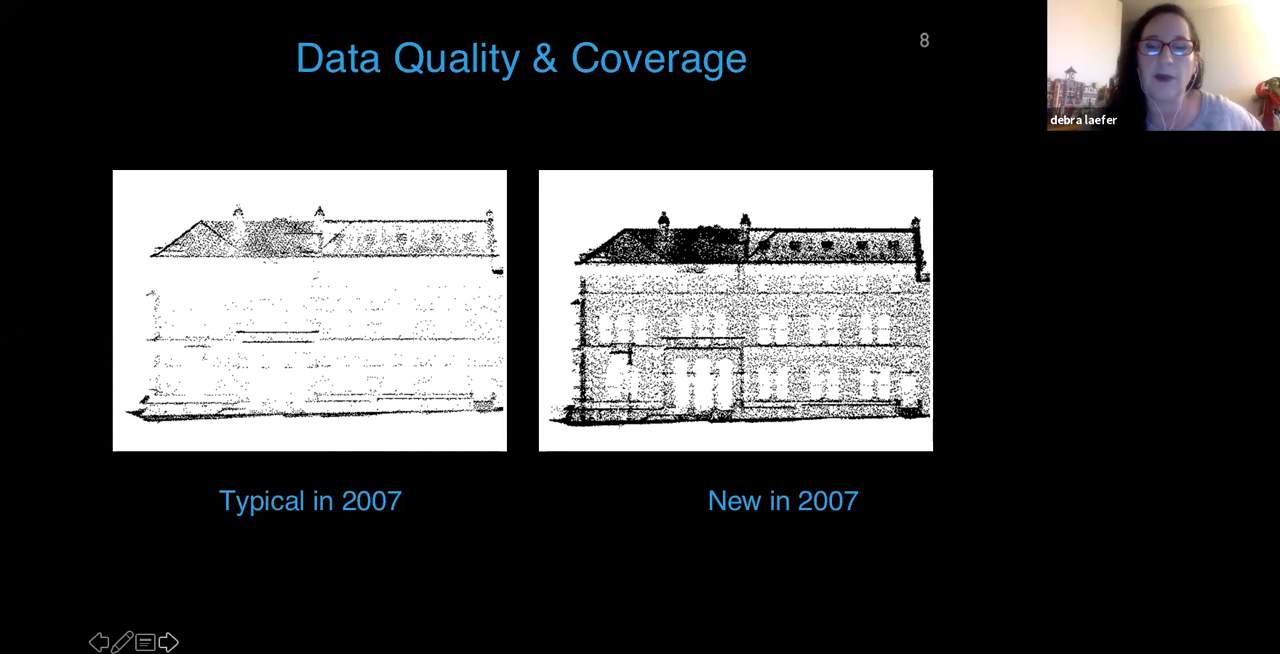 Data Quality & Coverage
8
debra laefer
Typical in 2007
New in 2007